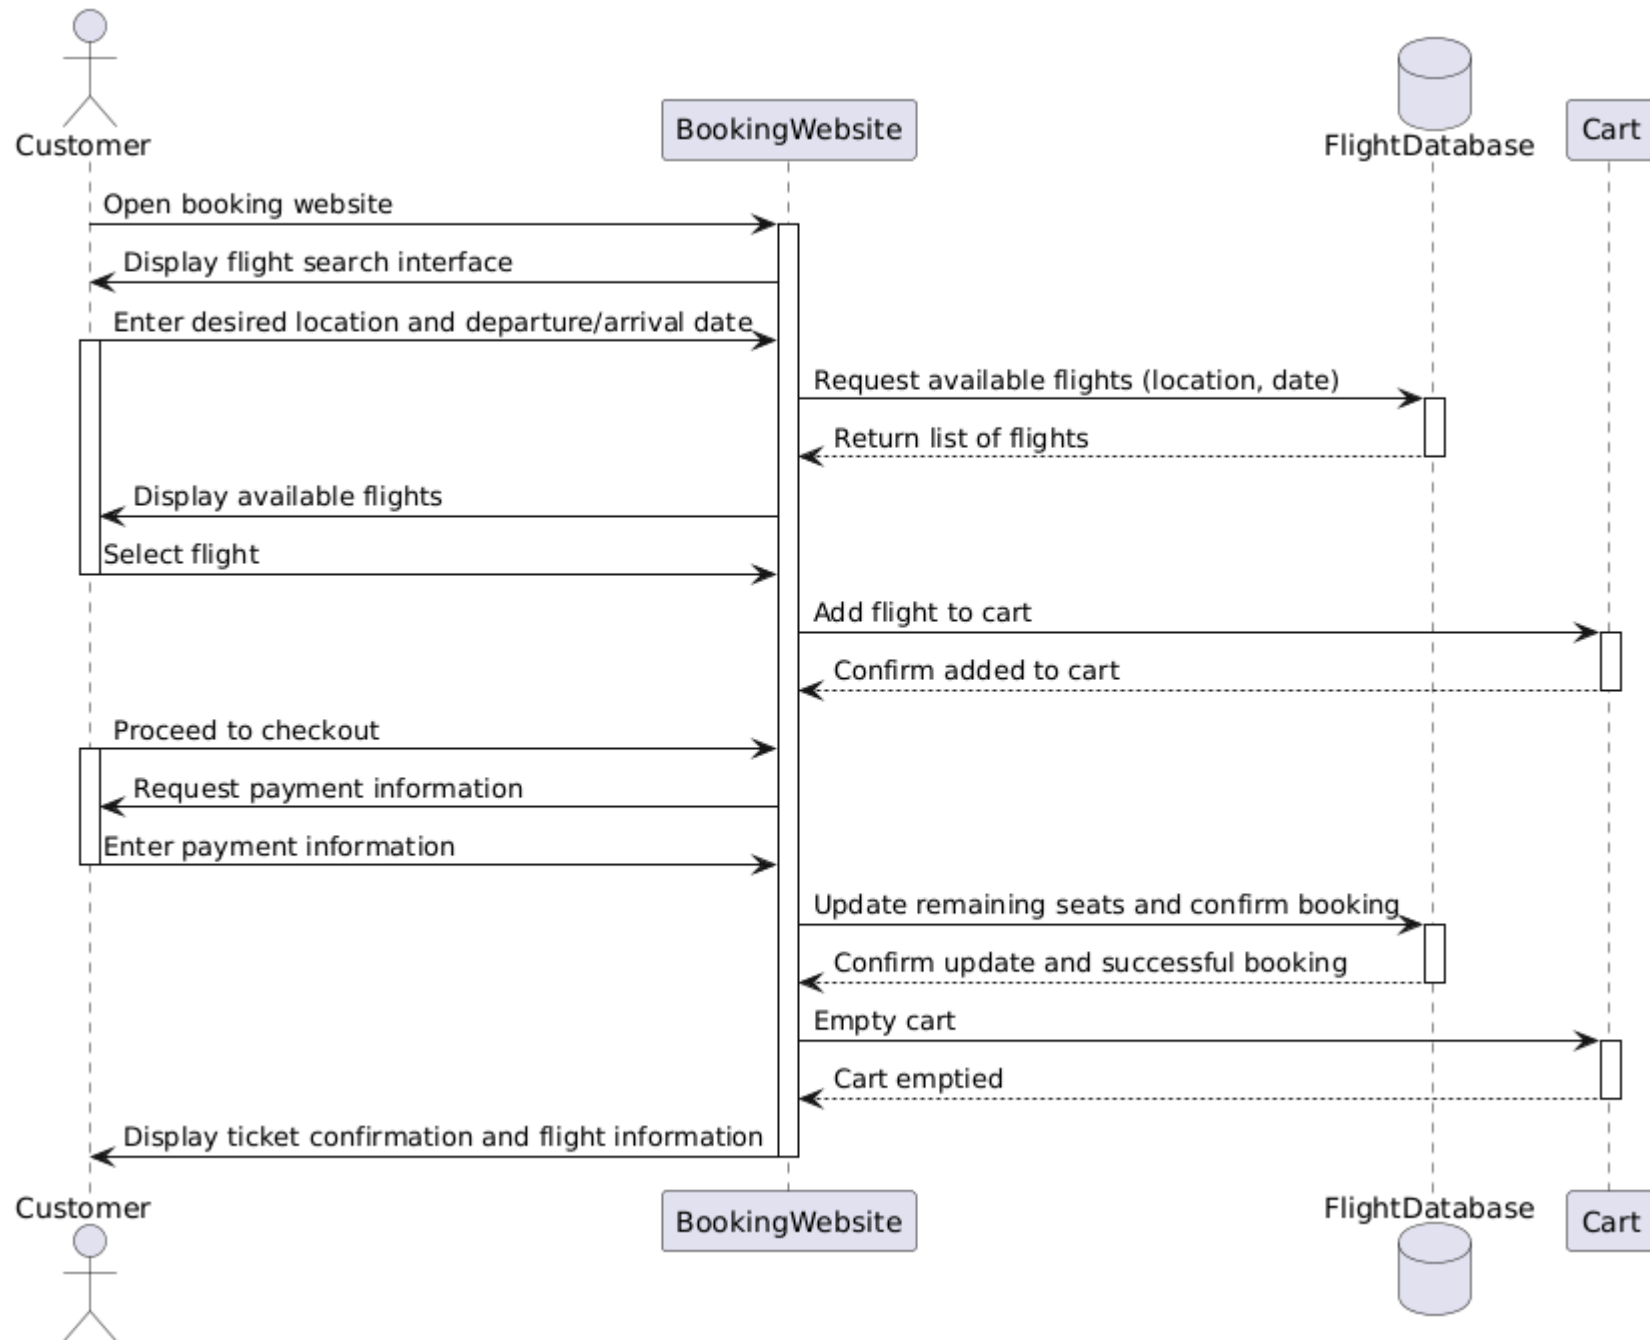 Customer
BookingWebsite
FlightDatabase
Cart
Open booking website
Display flight search interface
Enter desired location and departure/arrival date
Request available flights (location, date)
Return list of flights
Display available flights
Select flight
Add flight to cart
Confirm added to cart
Proceed to checkout
Request payment information
Enter payment information
Update remaining seats and confirm booking
Confirm update and successful booking
Empty cart
Cart emptied
Display ticket confirmation and flight information
Customer
BookingWebsite
FlightDatabase
Cart